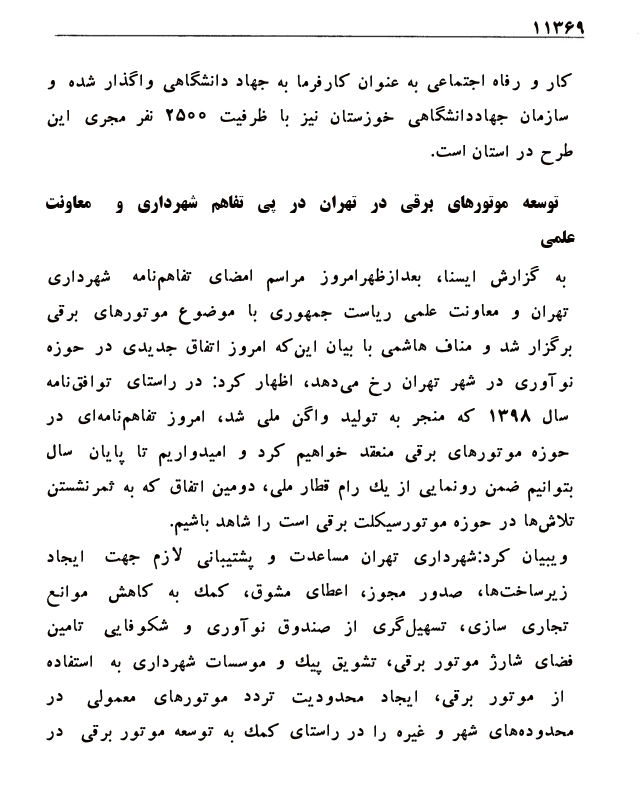 ۱۱۳۶۹
کار و رفاه اجتماعی به عنوان کارفرما به جهاد دانشگاهی واگذار شده و
سازمان جهاددانشگاهی خوزستان نیز با ظرفیت ۲۵۰۰ نفر مجری این
طرح در استان است.
توسعه موتورهای برقی در تهران در پی تفاهم شهرداری و معاونت
علمی
به گزارش ایسنا، بعدازظهرامروز مراسم امضای تفاهم‌نامه شهرداری
تهران و معاونت علمی ریاست جمهوری با موضوع موتورهای برقی
برگزار شد و مناف هاشمی با بیان این‌که امروز اتفاق جدیدی در حوزه
نوآوری در شهر تهران رخ می‌دهد، اظهار کرد: در راستای توافق‌نامه
سال ۱۳۹۸ که منجر به تولید واگن ملی شد، امروز تفاهم‌نامه‌ای در
حوزه موتورهای برقی منعقد خواهیم کرد و امیدواریم تا پایان سال
بتوانیم ضمن رونمایی از یك رام قطار ملی، دومین اتفاق که به ثمرنشستن
تلاش‌ها در حوزه موتورسیکلت برقی است را شاهد باشیم.
ویبیان کرد:شهرداری تهران مساعدت و پشتیبانی لازم جهت ایجاد
زیرساخت‌ها، صدور مجوز، اعطای مشوق، کمك به کاهش موانع
تجاری سازی، تسهیل‌گری از صندوق نوآوری و شکوفایی تامین
فضای شارژ موتور برقی، تشویق پیك و موسسات شهرداری به استفاده
از موتور برقی، ایجاد محدودیت تردد موتورهای معمولی در
محدوده‌های شهر و غیره را در راستای کمك به توسعه موتور برقی در